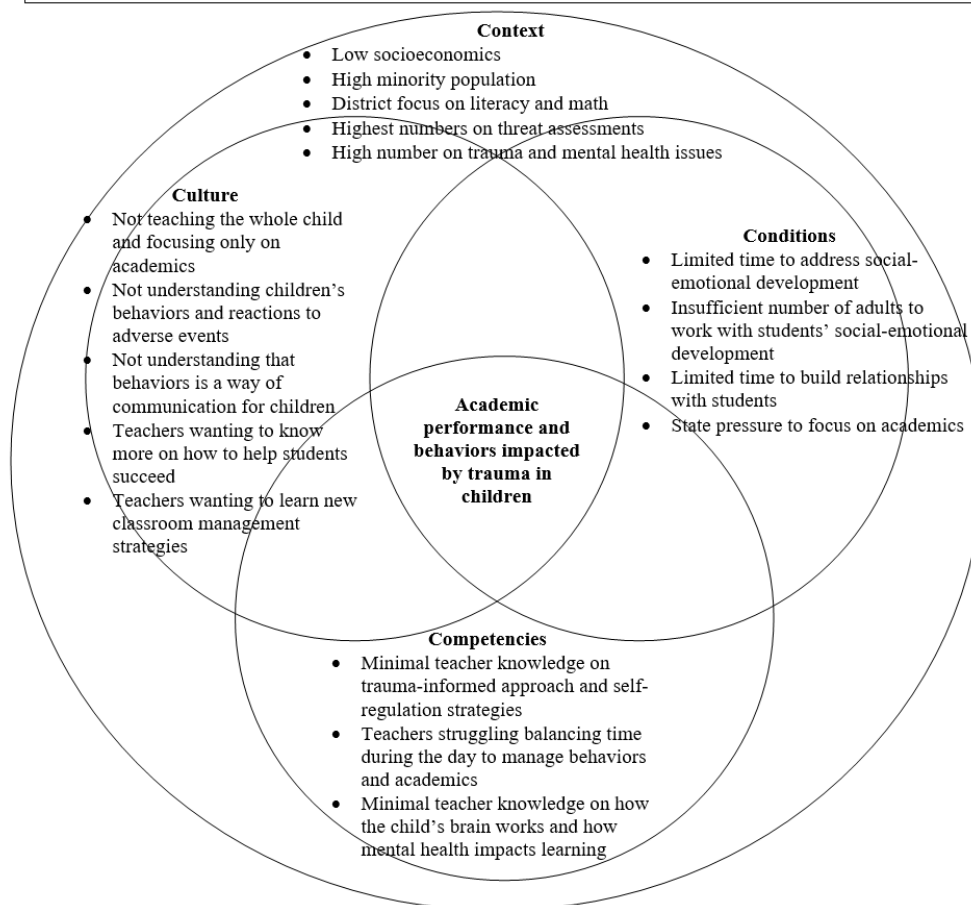 Context
• Low socioeconomics
• High minority population
• District focus on literacy and math
• Highest numbers on threat assessments
• High number on trauma and mental health issues
Culture
• Not teaching the whole child
and focusing only on
academics
• Not understanding children’s
behaviors and reactions to
adverse events
• Not understanding that
behaviors is a way of
communication for children
• Teachers wanting to know
more on how to help students
succeed
• Teachers wanting to learn new
classroom management
strategies
Conditions
• Limited time to address social-
emotional development
• Insufficient number of adults to
work with students’ social-emotional
development
• Limited time to build relationships
with students
• State pressure to focus on academics
Academic
performance and
behaviors impacted
by trauma in
children
Competencies
• Minimal teacher knowledge on
trauma-informed approach and self-
regulation strategies
• Teachers struggling balancing time
during the day to manage behaviors
and academics
• Minimal teacher knowledge on how
the child’s brain works and how
mental health impacts learning